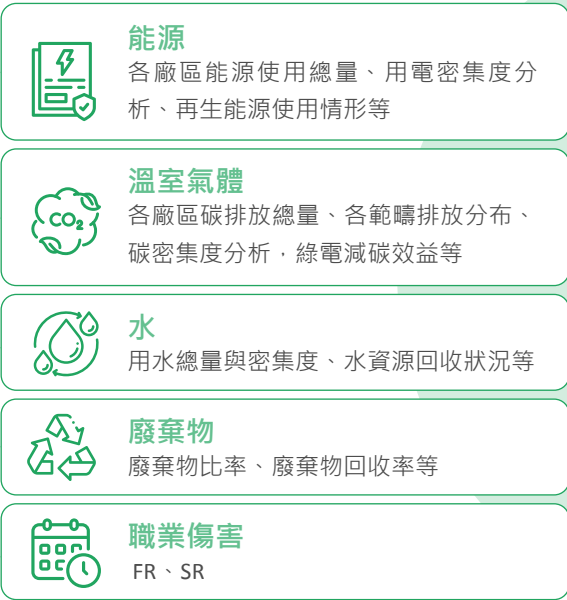 能源
各廠區能源使用總量、用電密集度分
析、再生能源使用情形等
CO₂
溫室氣體
各廠區碳排放總量、各範疇排放分布、
碳密集度分析，綠電減碳效益等
水
用水總量與密集度、水資源回收狀況等
廢棄物
廢棄物比率、廢棄物回收率等
職業傷害
FR、SR